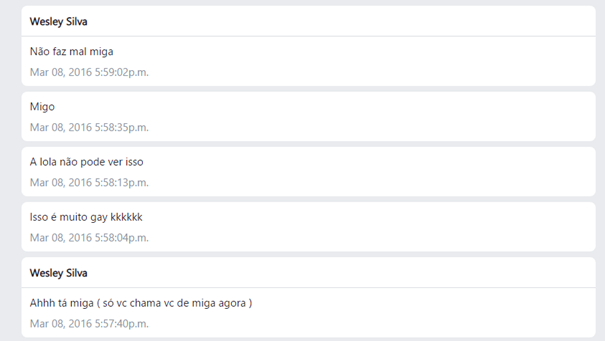 Wesley Silva
Não faz mal miga
Mar 08, 2016 5:59:02p.m.
Migo
Mar 08, 2016 5:58:35p.m.
A lola não pode ver isso
Mar 08, 2016 5:58:13p.m.
Isso é muito gay kkkkkk
Mar 08, 2016 5:58:04p.m.
Wesley Silva
Ahhh tá miga ( só vc chama vc de miga agora )
Mar 08, 2016 5:57:40p.m.